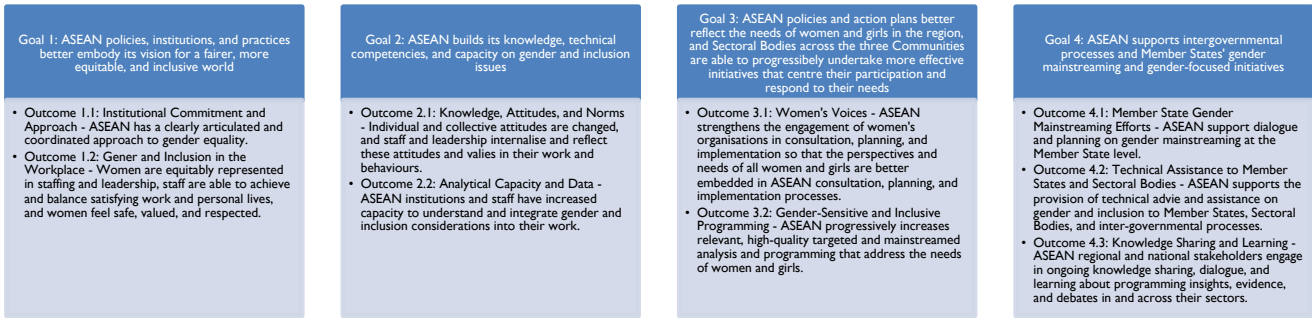 Goal 1: ASEAN policies, institutions, and practices
better embody its vision for a fairer, more
equitable, and inclusive world
• Outcome 1.1: Institutional Commitment and
Approach - ASEAN has a clearly articulated and
coordinated approach to gender equality.
• Outcome 1.2: Gener and Inclusion in the
Workplace - Women are equitably represented
in staffing and leadership, staff are able to achieve
and balance satisfying work and personal lives,
and women feel safe, valued, and respected.
Goal 2: ASEAN builds its knowledge, technical
competencies, and capacity on gender and inclusion
issues
• Outcome 2.1: Knowledge, Attitudes, and Norms
- Individual and collective attitudes are changed,
and staff and leadership internalise and reflect
these attitudes and valies in their work and
behaviours.
• Outcome 2.2: Analytical Capacity and Data -
ASEAN institutions and staff have increased
capacity to understand and integrate gender and
inclusion considerations into their work.
Goal 3: ASEAN policies and action plans better
reflect the needs of women and girls in the region,
and Sectoral Bodies across the three Communities
are able to progressibely undertake more effective
initiatives that centre their participation and
respond to their needs
• Outcome 3.1: Women's Voices - ASEAN
strengthens the engagement of women's
organisations in consultation, planning, and
implementation so that the perspectives and
needs of all women and girls are better
embedded in ASEAN consultation, planning, and
implementation processes.
• Outcome 3.2: Gender-Sensitive and Inclusive
Programming - ASEAN progressively increases
relevant, high-quality targeted and mainstreamed
analysis and programming that address the needs
of women and girls.
Goal 4: ASEAN supports intergovernmental
processes and Member States' gender
mainstreaming and gender-focused initiatives
• Outcome 4.1: Member State Gender
Mainstreaming Efforts - ASEAN support dialogue
and planning on gender mainstreaming at the
Member State level.
• Outcome 4.2: Technical Assistance to Member
States and Sectoral Bodies - ASEAN supports the
provision of technical advie and assistance on
gender and inclusion to Member States, Sectoral
Bodies, and inter-governmental processes.
• Outcome 4.3: Knowledge Sharing and Learning -
ASEAN regional and national stakeholders engage
in ongoing knowledge sharing, dialogue, and
learning about programming insights, evidence,
and debates in and across their sectors.